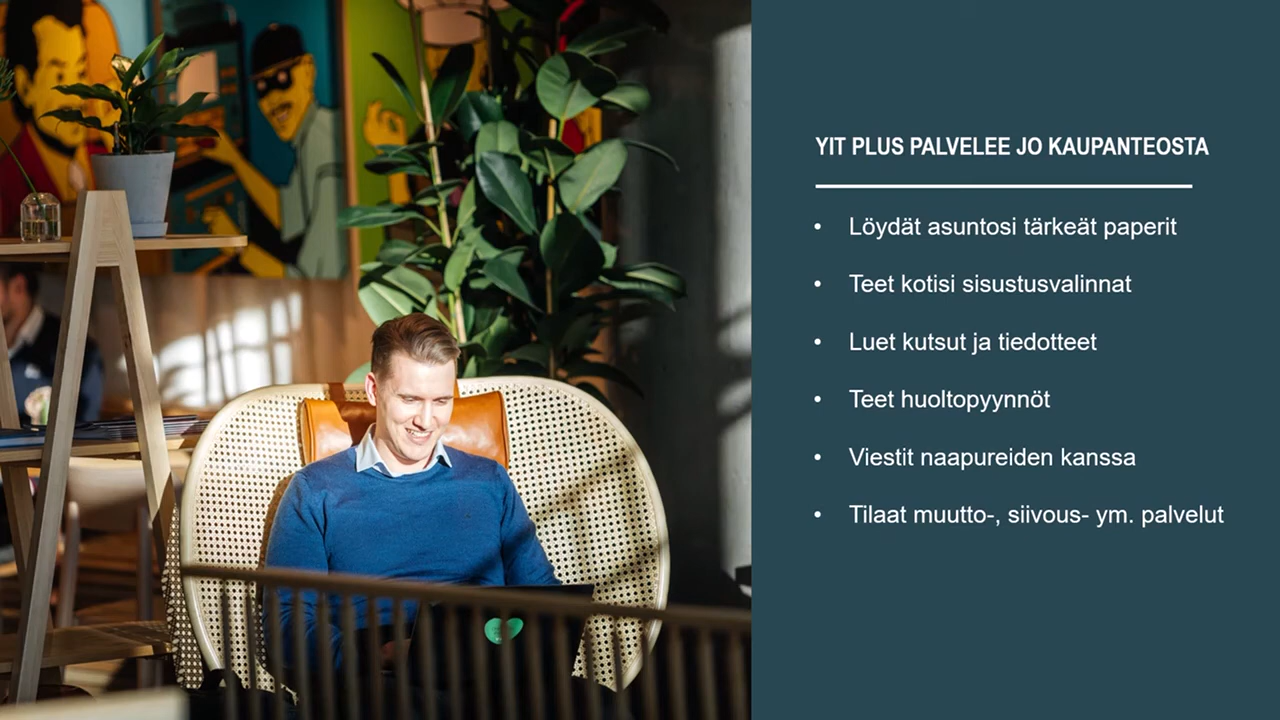 YIT PLUS PALVELEE JO KAUPANTEOSTA
• Löydät asuntosi tärkeät paperit
• Teet kotisi sisustusvalinnat
• Luet kutsut ja tiedotteet
• Teet huoltopyynnöt
• Viestit naapureiden kanssa
• Tilaat muutto-, siivous- ym. palvelut